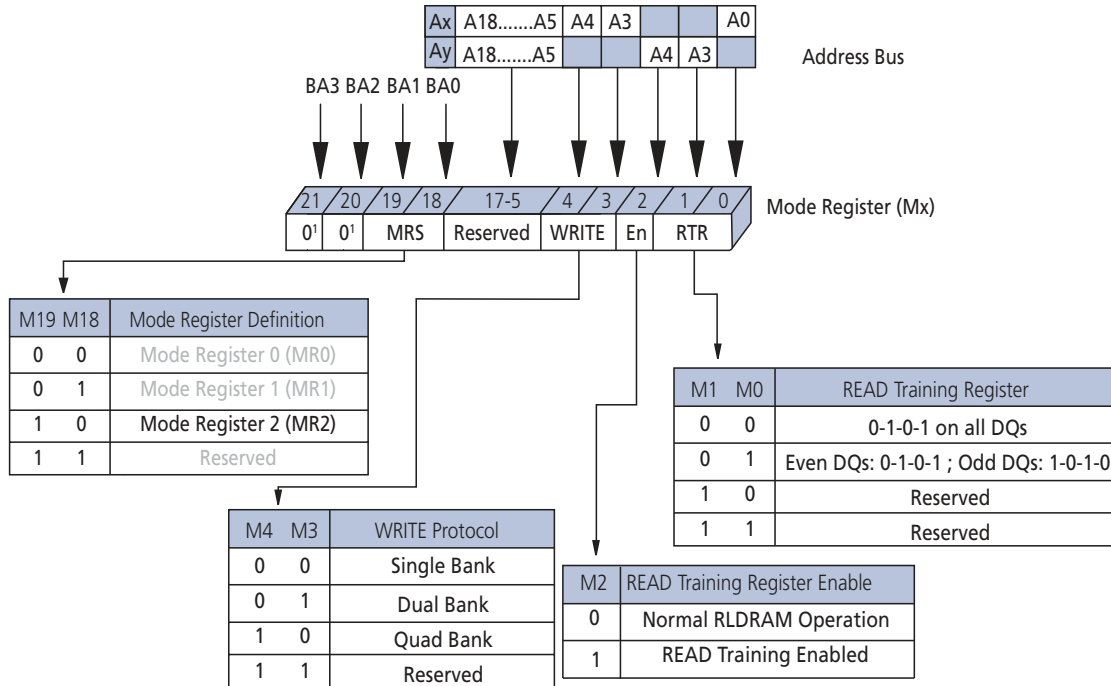 Ax A18.......A5 A4 A3 A0
Ay A18.......A5 A4 A3
Address Bus
BA3 BA2 BA1 BA0
21 20 19 18 17-5 4 3 2 1 0
Mode Register (Mx)
0¹ 0¹ MRS Reserved WRITE En RTR
M19 M18 Mode Register Definition
0 0 Mode Register 0 (MR0)
0 1 Mode Register 1 (MR1)
1 0 Mode Register 2 (MR2)
1 1 Reserved
M1 M0 READ Training Register
0 0 0-1-0-1 on all DQs
0 1 Even DQs: 0-1-0-1 ; Odd DQs: 1-0-1-0
1 0 Reserved
1 1 Reserved
M4 M3 WRITE Protocol
0 0 Single Bank
0 1 Dual Bank
1 0 Quad Bank
1 1 Reserved
M2 READ Training Register Enable
0 Normal RLDRAM Operation
1 READ Training Enabled